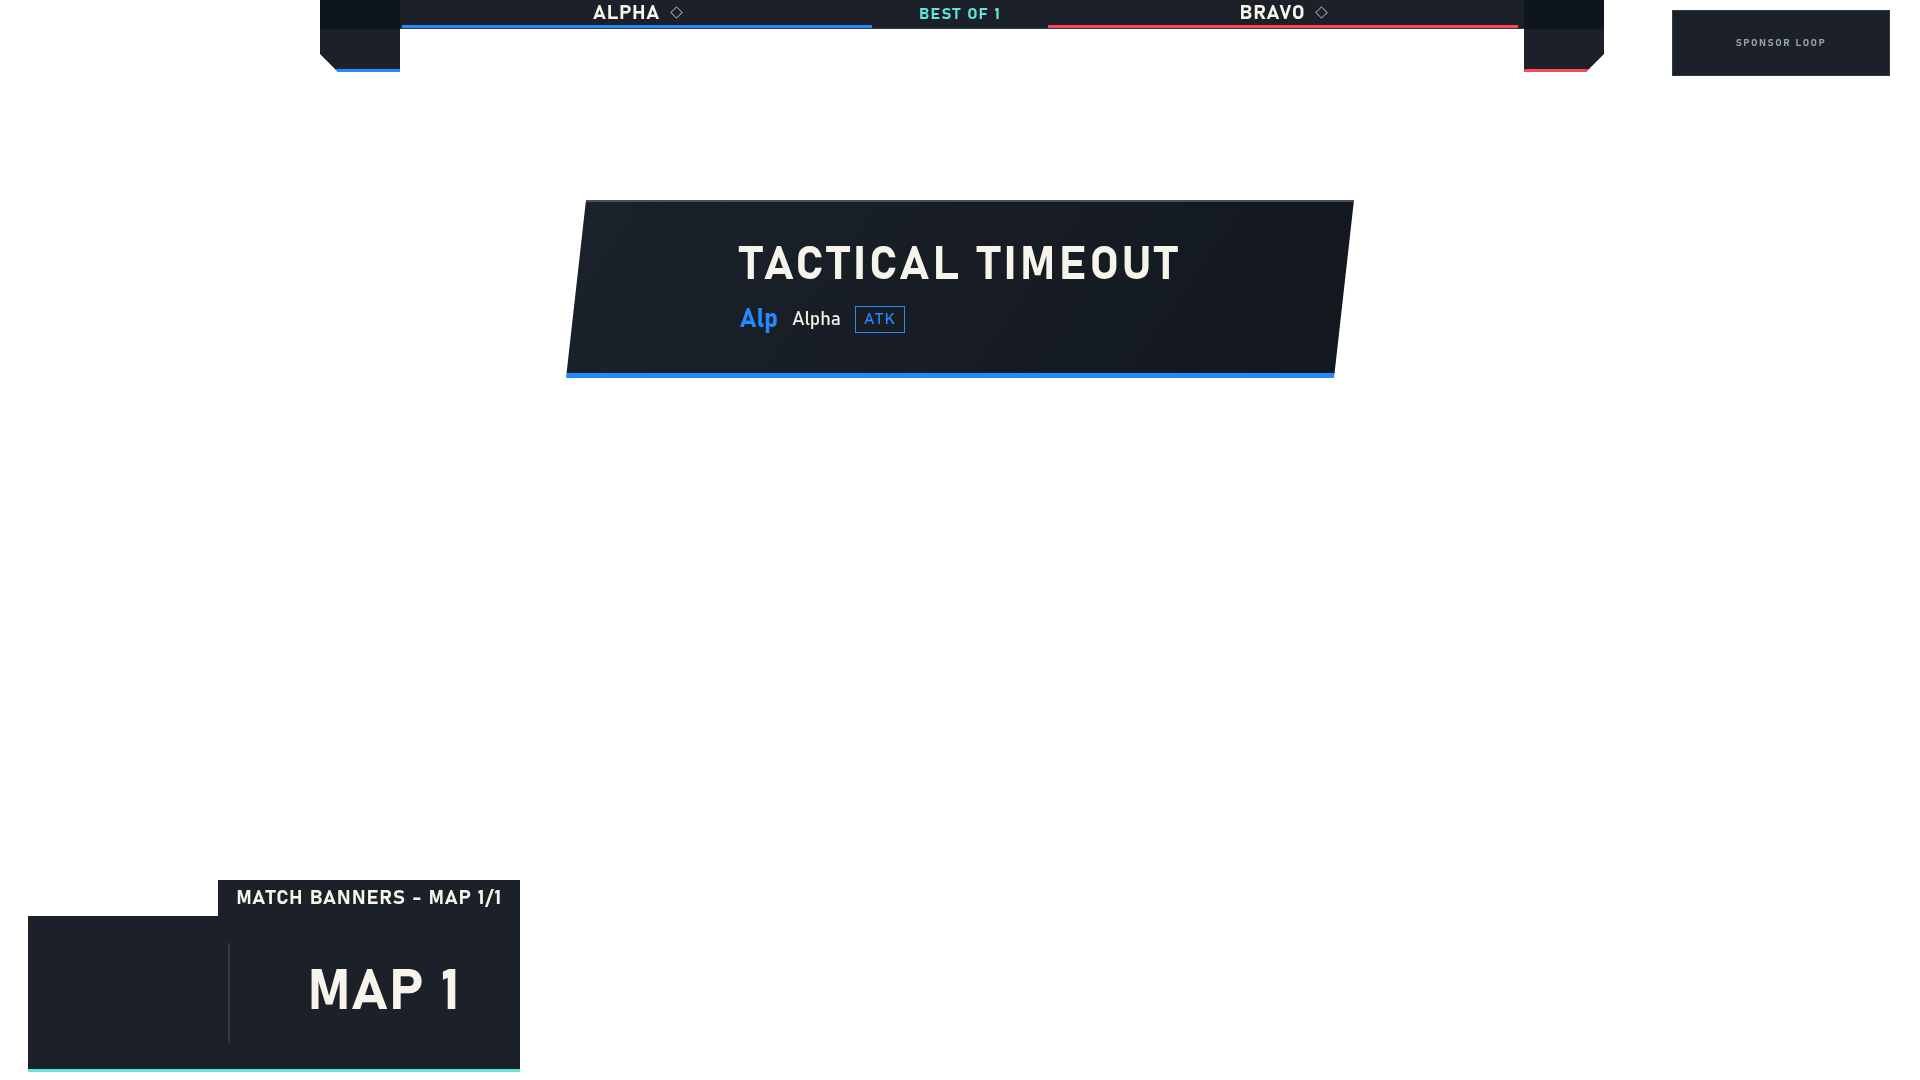 ALPHA
BEST OF 1
BRAVO
SPONSOR LOOP
TACTICAL TIMEOUT
Alp Alpha ATK
MATCH BANNERS - MAP 1/1
MAP 1